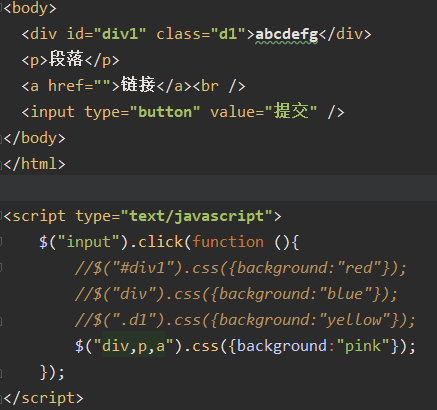 <body>
<div id="div1" class="d1">abcdefg</div>
<p>段落</p>
<a href="">链接</a><br />
<input type="button" value="提交" />
</body>
</html>
<script type="text/javascript">
$("input").click(function (){
//$("#div1").css({background:"red"});
//$("div").css({background:"blue"});
//$(".d1").css({background:"yellow"});
$("div,p,a").css({background:"pink"});
});
</script>